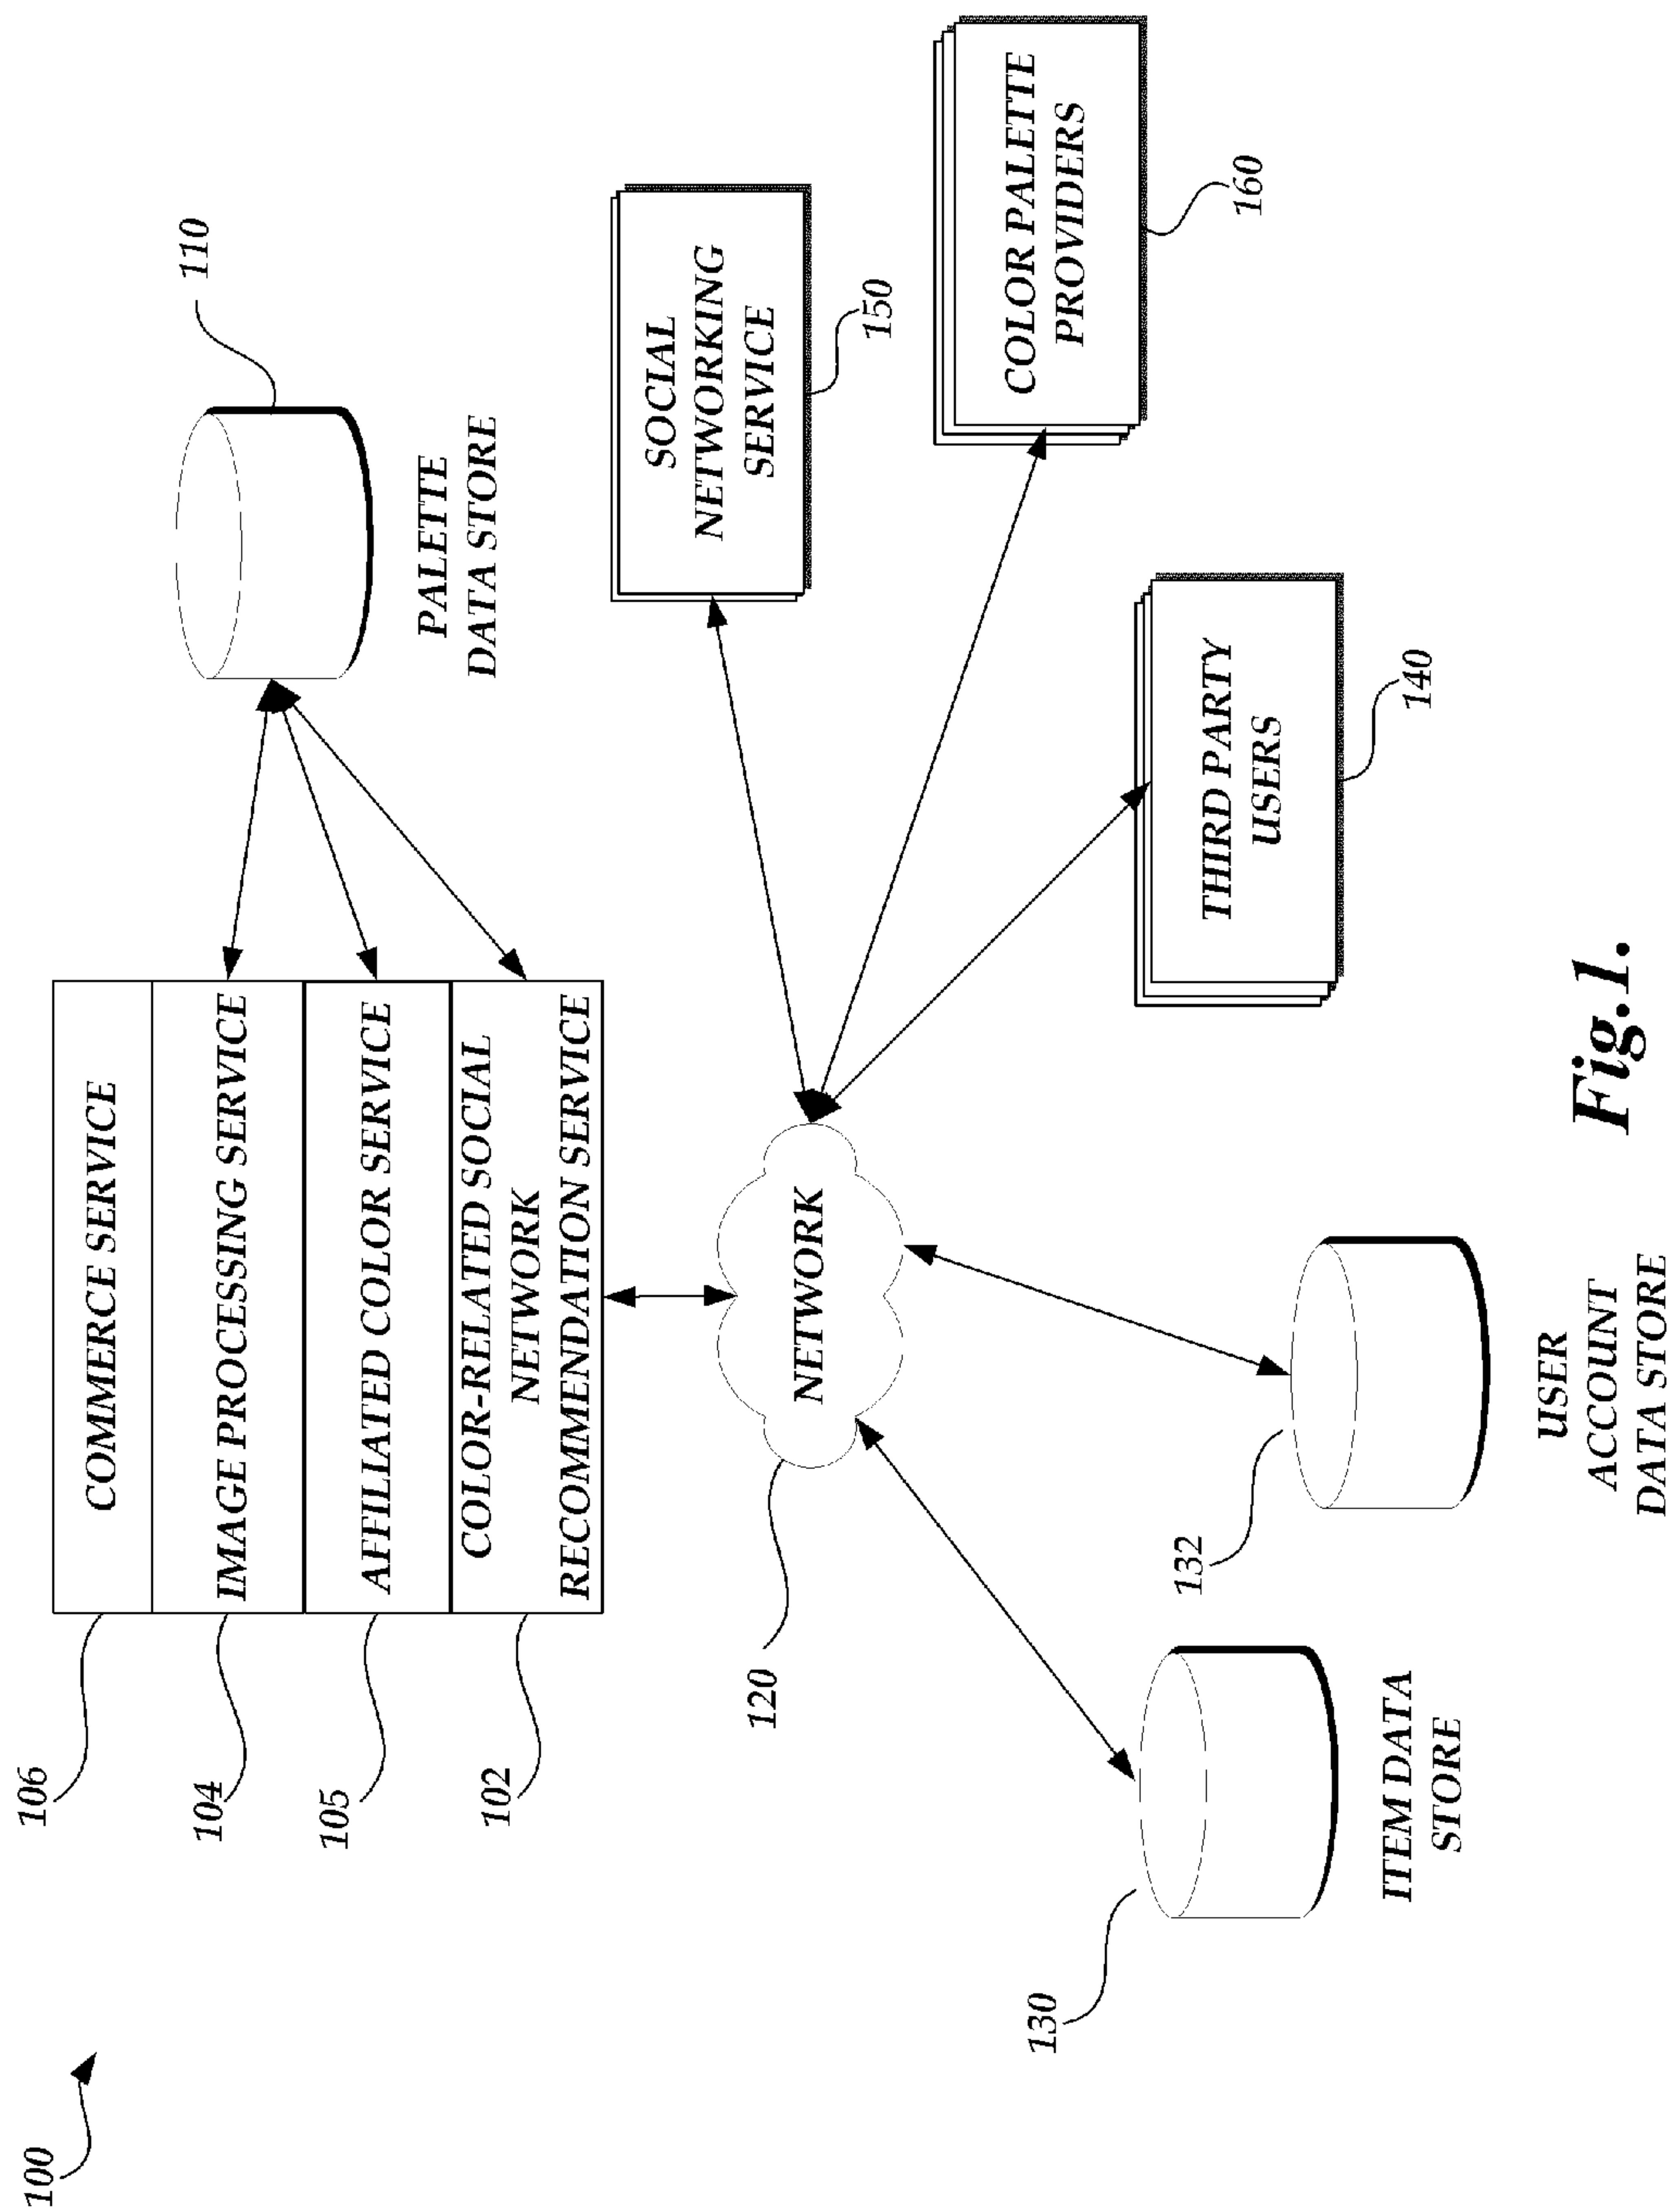 100
106
COMMERCE SERVICE
104
IMAGE PROCESSING SERVICE
105
AFFILIATED COLOR SERVICE
102
COLOR-RELATED SOCIAL
NETWORK
RECOMMENDATION SERVICE
110
PALETTE
DATA STORE
120
NETWORK
SOCIAL
NETWORKING
SERVICE
150
COLOR PALETTE
PROVIDERS
160
130
ITEM DATA
STORE
132
USER
ACCOUNT
DATA STORE
THIRD PARTY
USERS
140
Fig.1.